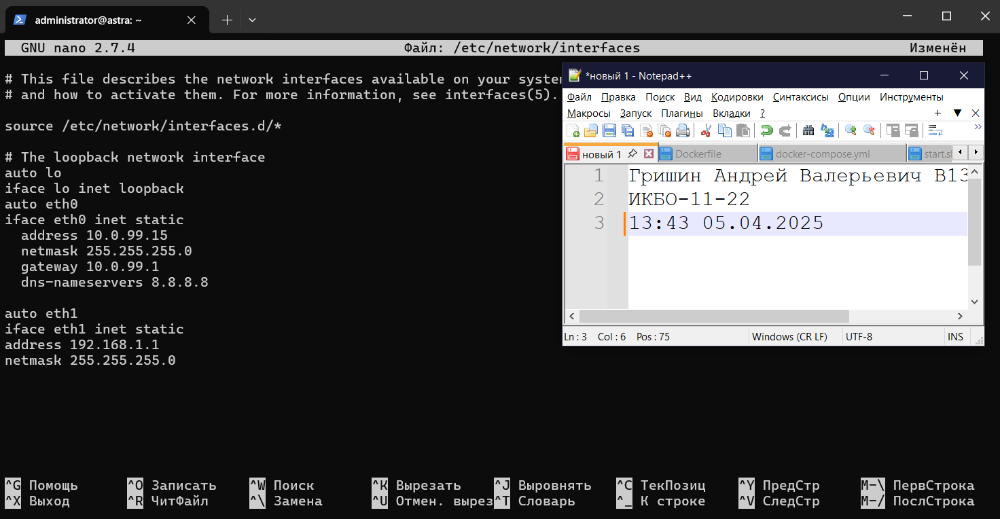 administrator@astra: ~
GNU nano 2.7.4 Файл: /etc/network/interfaces Изменён
# This file describes the network interfaces available on your system
# and how to activate them. For more information, see interfaces(5).
source /etc/network/interfaces.d/*
# The loopback network interface
auto lo
iface lo inet loopback
auto eth0
iface eth0 inet static
address 10.0.99.15
netmask 255.255.255.0
gateway 10.0.99.1
dns-nameservers 8.8.8.8
auto eth1
iface eth1 inet static
address 192.168.1.1
netmask 255.255.255.0
*новый 1 - Notepad++
Файл Правка Поиск Вид Кодировки Синтаксисы Опции Инструменты
Макросы Запуск Плагины Вкладки ?
новый 1 Dockerfile docker-compose.yml start.s
1 Гришин Андрей Валерьевич В13
2 ИКБО-11-22
3 13:43 05.04.2025
Ln : 3 Col : 6 Pos : 75 Windows (CR LF) UTF-8 INS
^G Помощь ^O Записать ^W Поиск ^K Вырезать ^J Выровнять ^C ТекПозиц ^Y ПредСтр M-\ ПервСтрока
^X Выход ^R ЧитФайл ^\ Замена ^U Отмен. вырез ^T Словарь ^_ К строке ^V СледСтр M-/ ПослСтрока